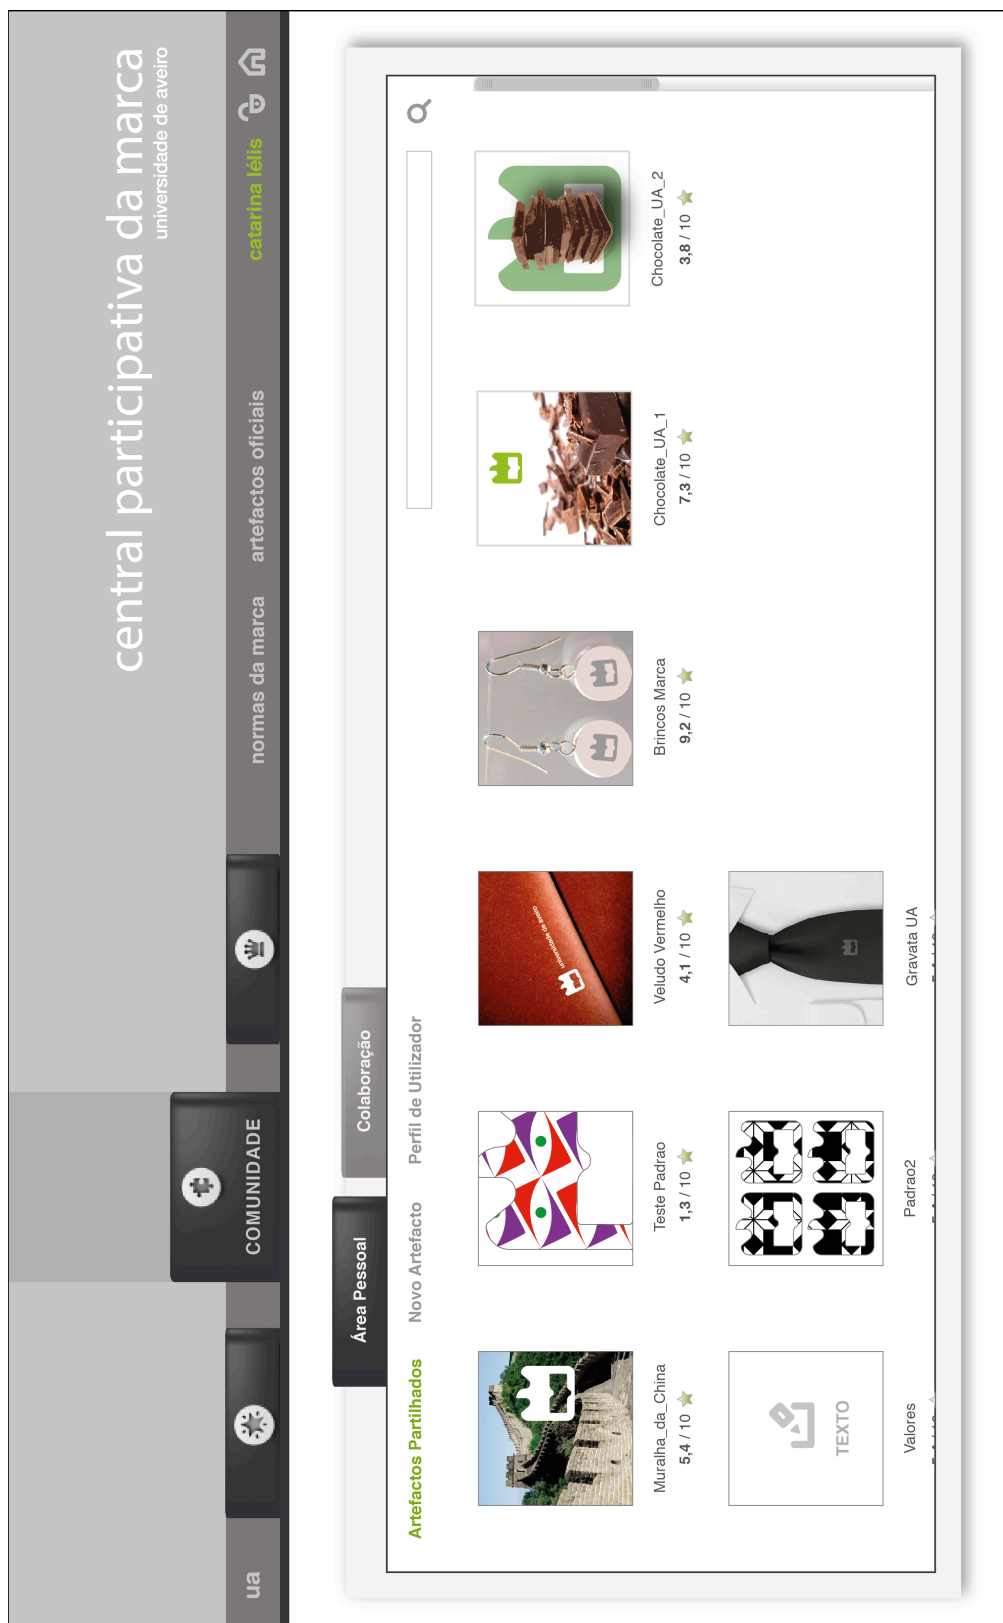 central participativa da marca
universidade de aveiro
ua
COMUNIDADE
normas da marca
artefactos oficiais
catarina lélis
Área Pessoal
Colaboração
Artefactos Partilhados
Novo Artefacto
Perfil de Utilizador
universidade de aveiro
Muralha_da_China
5,4 / 10
Teste Padrao
1,3 / 10
Veludo Vermelho
4,1 / 10
Brincos Marca
9,2 / 10
Chocolate_UA_1
7,3 / 10
Chocolate_UA_2
3,8 / 10
TEXTO
Valores
Padrao2
Gravata UA